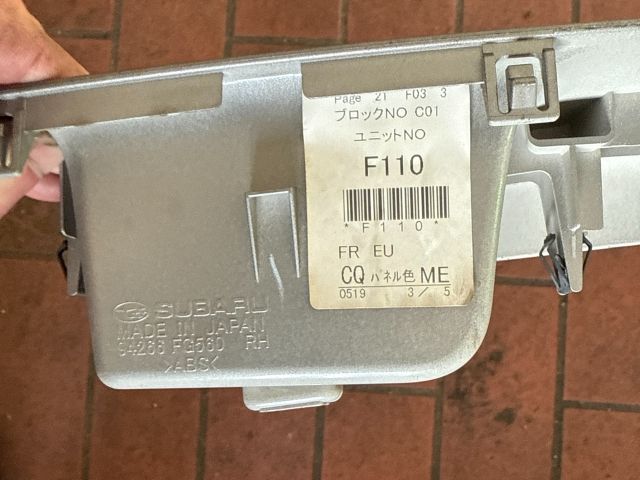 Page 21 F03 3
ブロックNO C01
ユニットNO
F110
*F110*
FR EU
CQ パネル色 ME
0519 3/5
SUBARU
MADE IN JAPAN
94266 FG560 RH
>ABS<